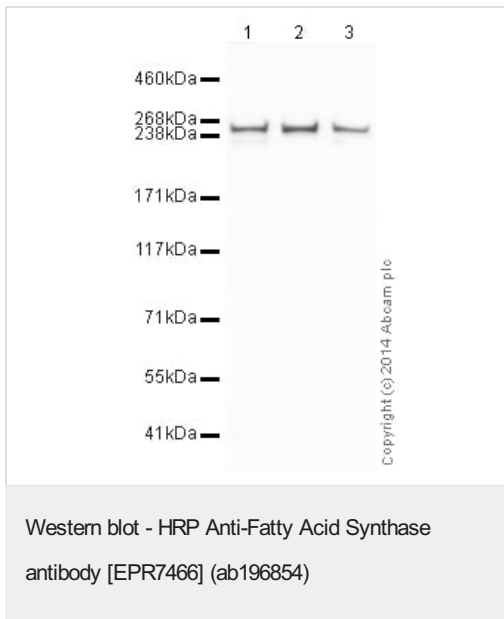 1 2 3
460kDa
268kDa
238kDa
171kDa
117kDa
71kDa
55kDa
41kDa
Copyright (c) 2014 Abcam plc
Western blot - HRP Anti-Fatty Acid Synthase
antibody [EPR7466] (ab196854)